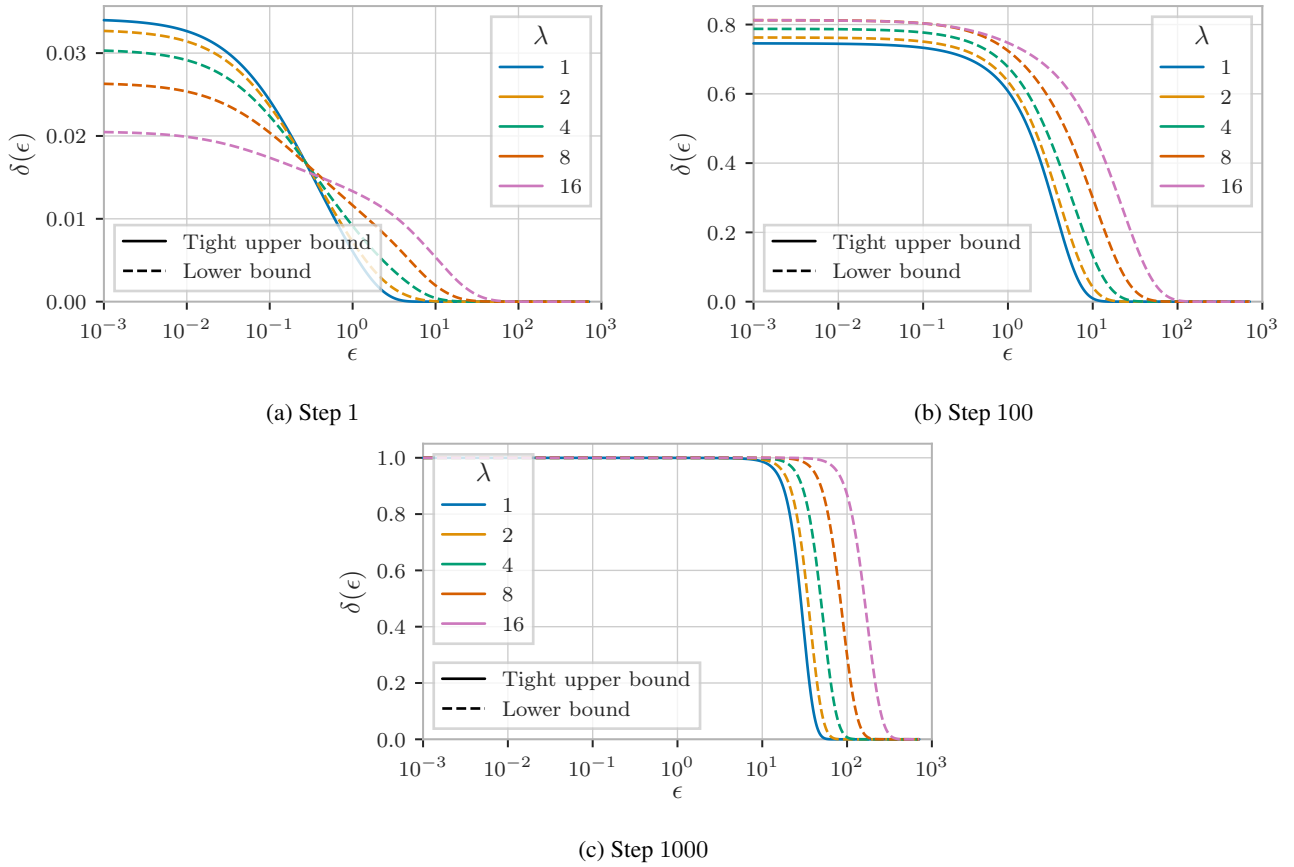 δ(ϵ)
0.03
0.02
0.01
0.00
λ
1
2
4
8
16
Tight upper bound
Lower bound
10⁻³ 10⁻² 10⁻¹ 10⁰ 10¹ 10² 10³
ϵ
(a) Step 1
δ(ϵ)
0.8
0.6
0.4
0.2
0.0
λ
1
2
4
8
16
Tight upper bound
Lower bound
10⁻³ 10⁻² 10⁻¹ 10⁰ 10¹ 10² 10³
ϵ
(b) Step 100
δ(ϵ)
1.0
0.8
0.6
0.4
0.2
0.0
λ
1
2
4
8
16
Tight upper bound
Lower bound
10⁻³ 10⁻² 10⁻¹ 10⁰ 10¹ 10² 10³
ϵ
(c) Step 1000